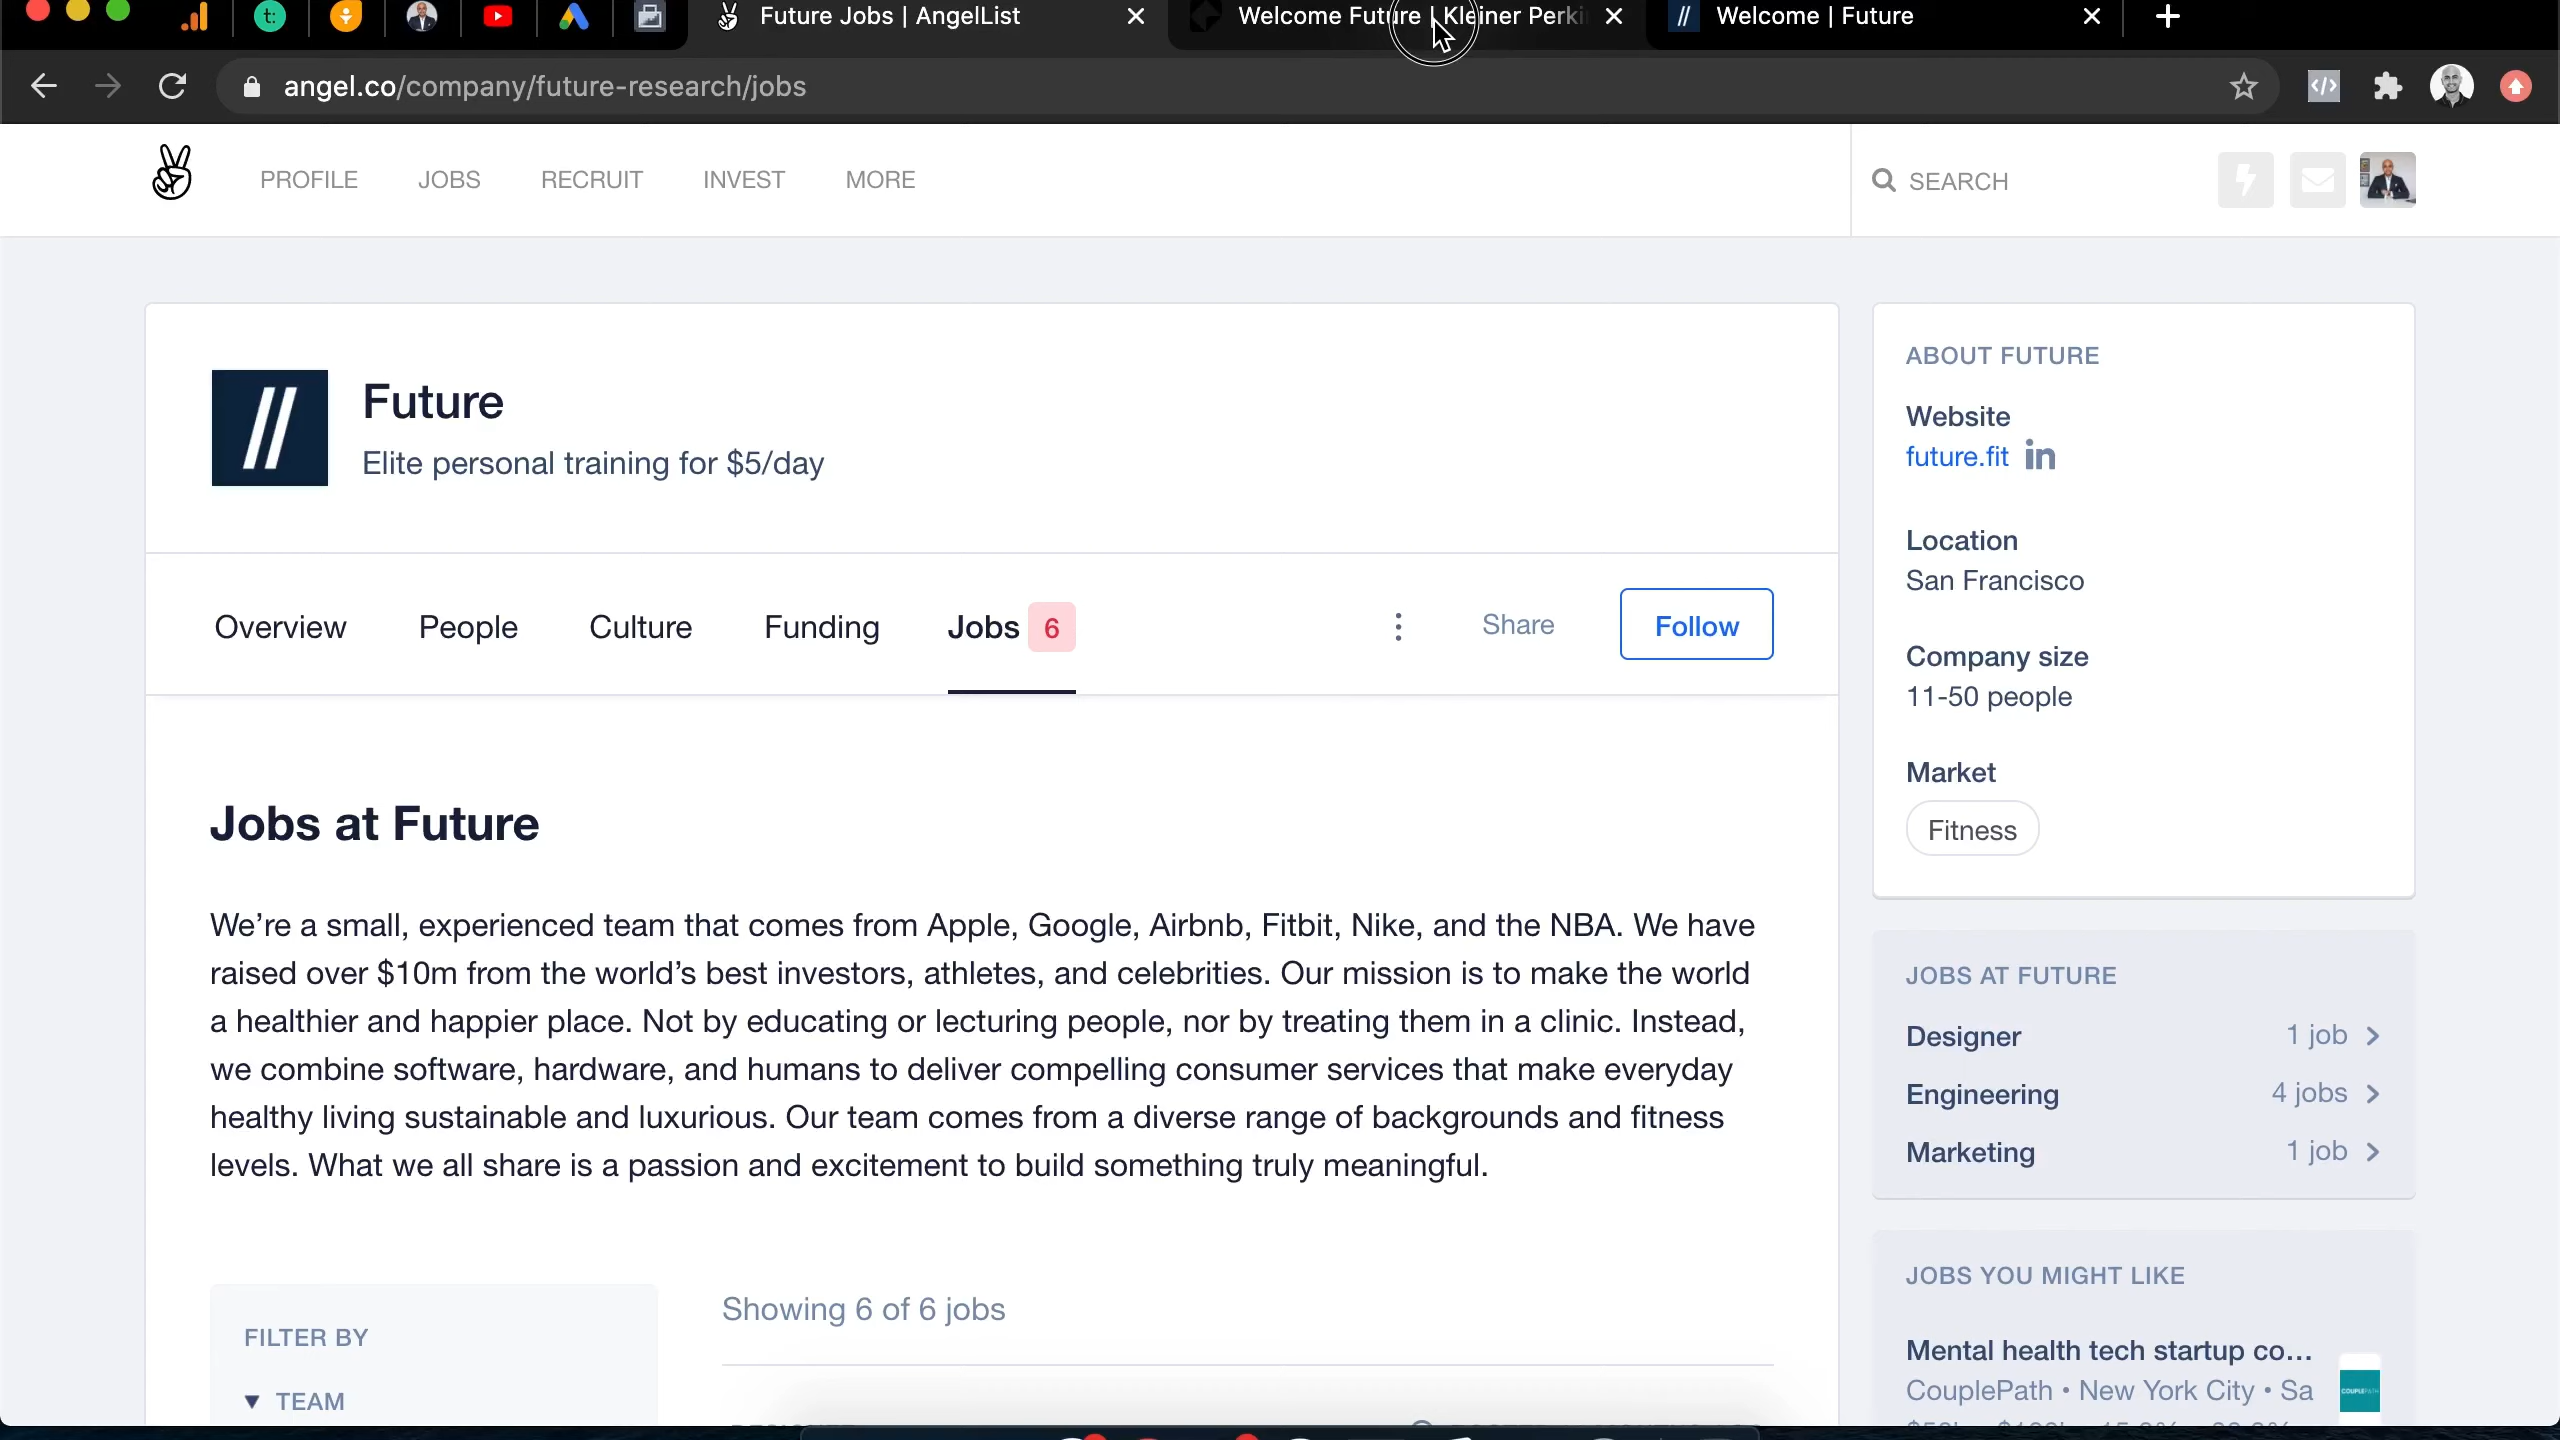 Future Jobs | AngelList
Welcome Future | Kleiner Perki
Welcome | Future
angel.co/company/future-research/jobs
PROFILE JOBS RECRUIT INVEST MORE
SEARCH
Future
Elite personal training for $5/day
Overview People Culture Funding Jobs 6
Share Follow
Jobs at Future
We’re a small, experienced team that comes from Apple, Google, Airbnb, Fitbit, Nike, and the NBA. We have
raised over $10m from the world’s best investors, athletes, and celebrities. Our mission is to make the world
a healthier and happier place. Not by educating or lecturing people, nor by treating them in a clinic. Instead,
we combine software, hardware, and humans to deliver compelling consumer services that make everyday
healthy living sustainable and luxurious. Our team comes from a diverse range of backgrounds and fitness
levels. What we all share is a passion and excitement to build something truly meaningful.
FILTER BY
TEAM
Showing 6 of 6 jobs
ABOUT FUTURE
Website
future.fit in
Location
San Francisco
Company size
11-50 people
Market
Fitness
JOBS AT FUTURE
Designer 1 job
Engineering 4 jobs
Marketing 1 job
JOBS YOU MIGHT LIKE
Mental health tech startup co...
CouplePath • New York City • Sa